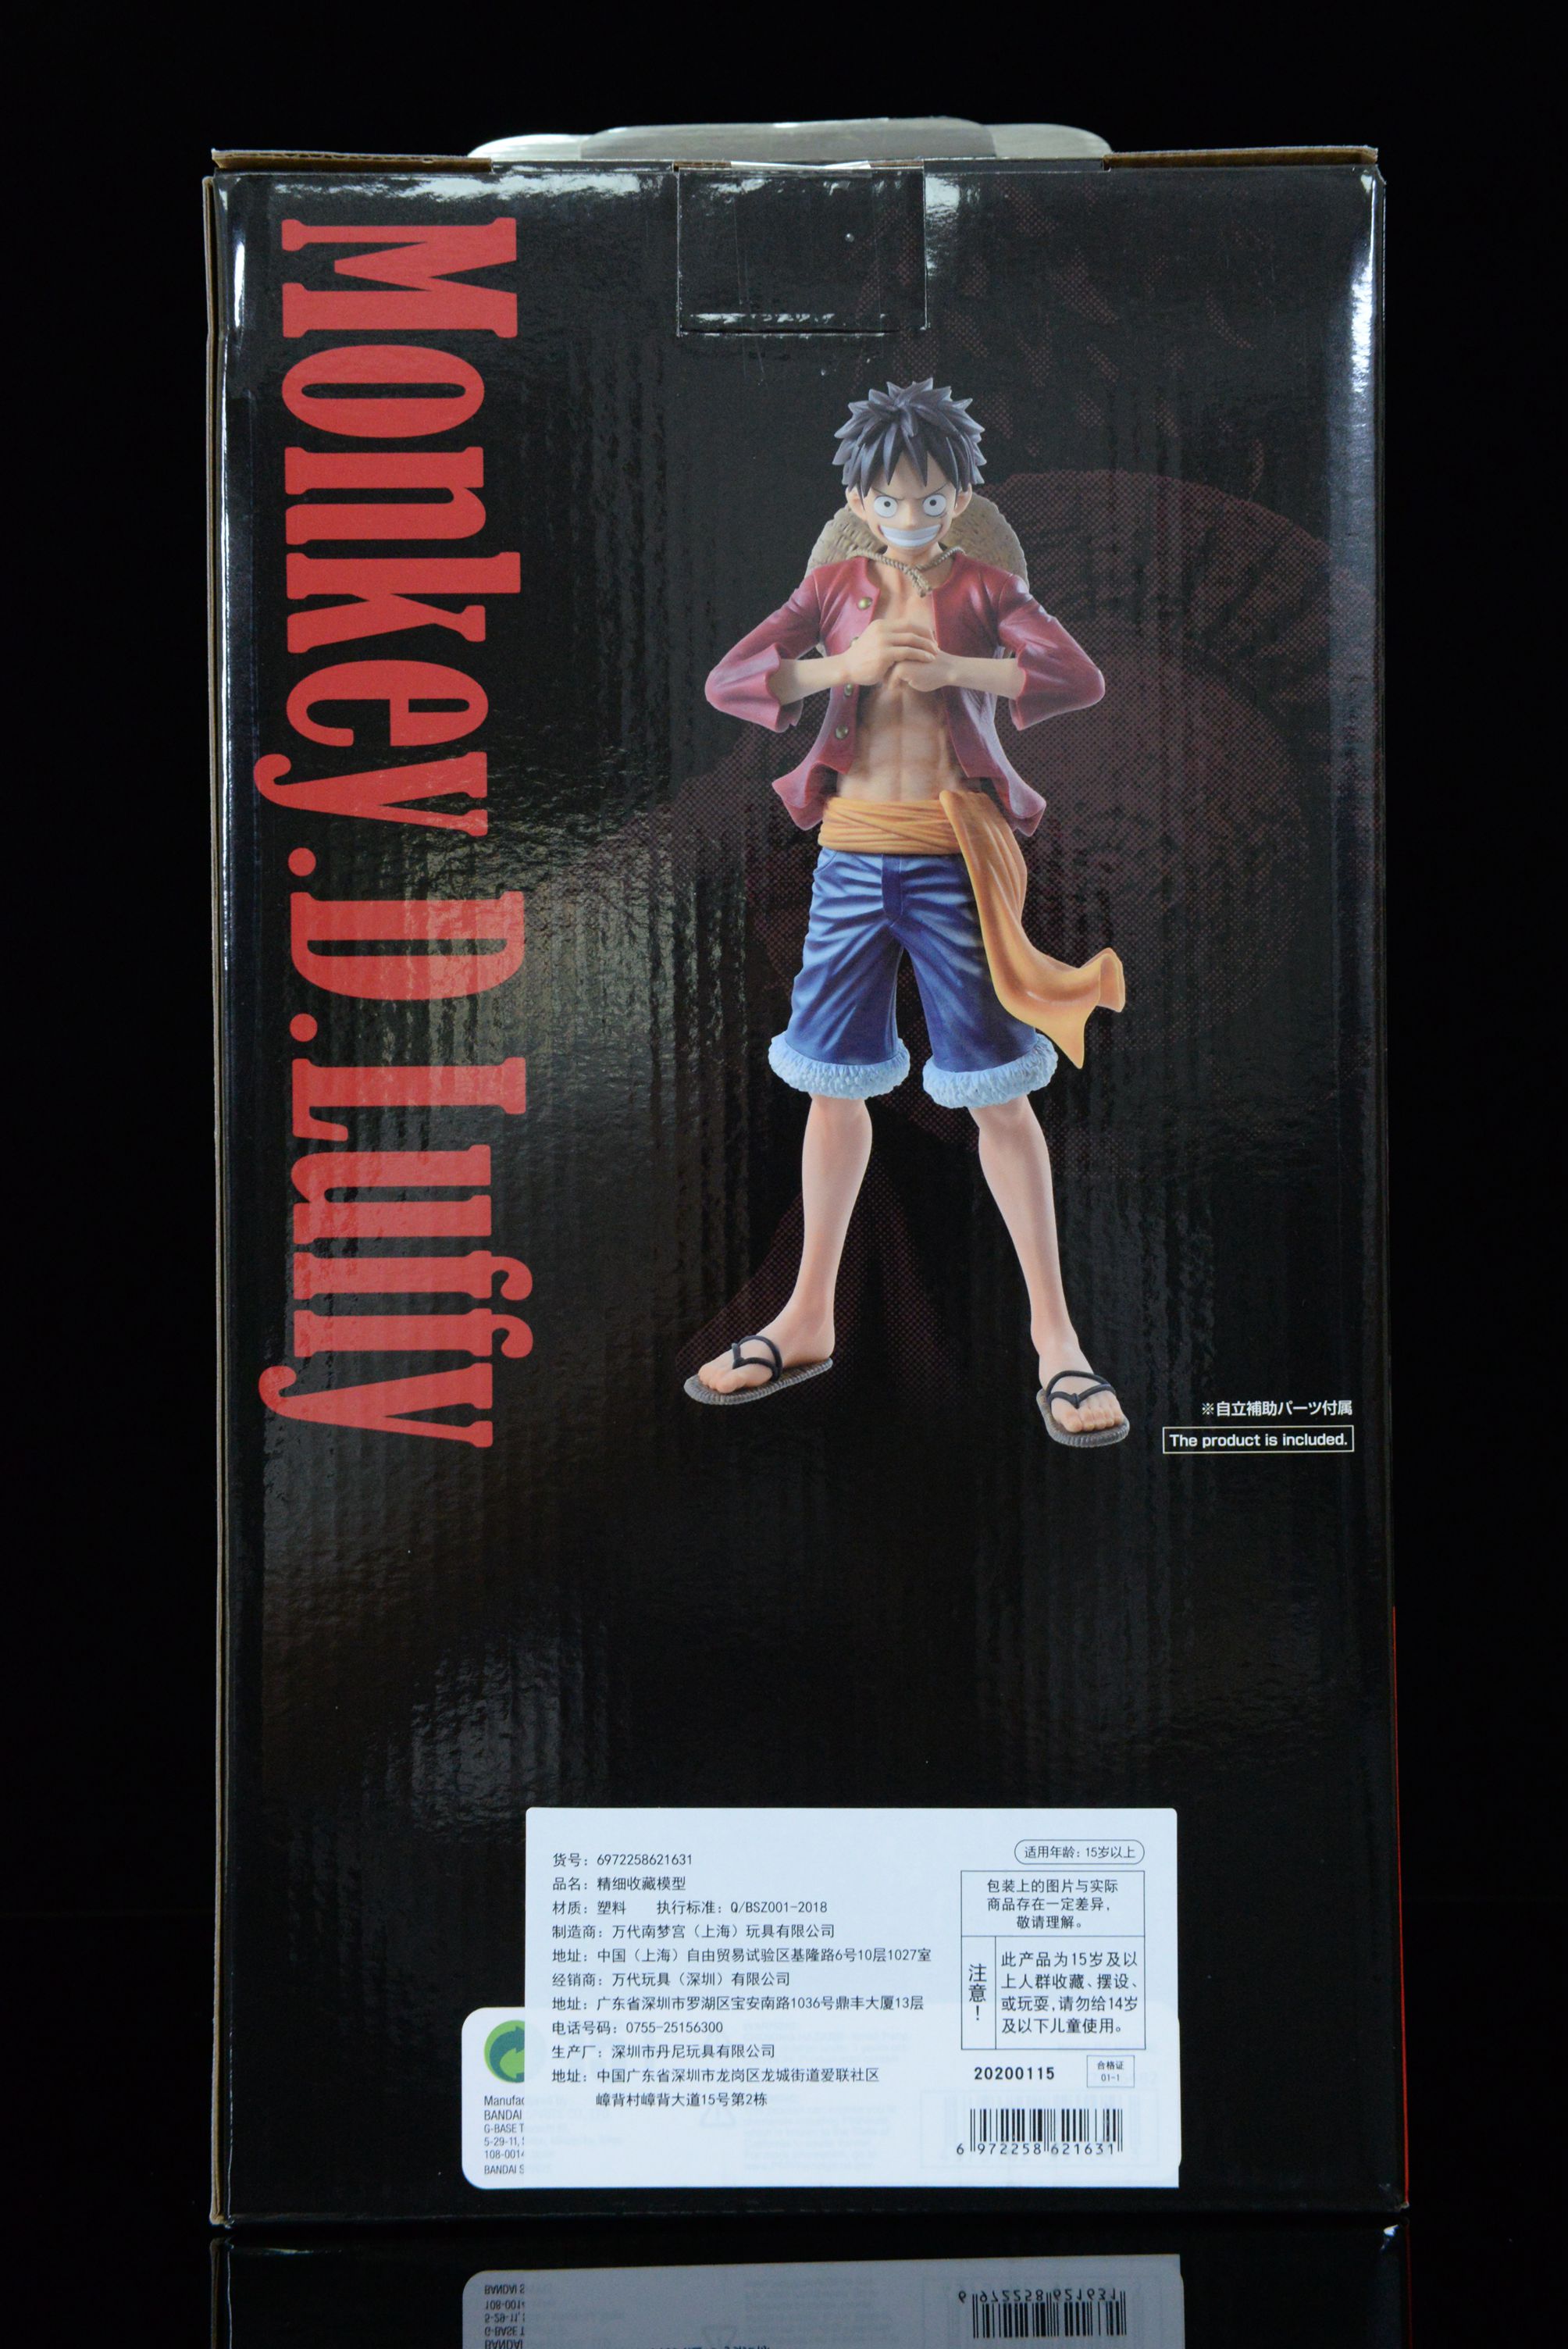 Monkey.D.Luffy
※自立補助パーツ付属
The product is included.
货号：6972258621631
品名：精细收藏模型
材质：塑料 执行标准：Q/BSZ001-2018
制造商：万代南梦宫（上海）玩具有限公司
地址：中国（上海）自由贸易试验区基隆路6号10层1027室
经销商：万代玩具（深圳）有限公司
地址：广东省深圳市罗湖区宝安南路1036号鼎丰大厦13层
电话号码：0755-25156300
生产厂：深圳市丹尼玩具有限公司
地址：中国广东省深圳市龙岗区龙城街道爱联社区
嶂背村嶂背大道15号第2栋
适用年龄：15岁以上
包装上的图片与实际
商品存在一定差异，
敬请理解。
注意！
此产品为15岁及以
上人群收藏、摆设、
或玩耍，请勿给14岁
及以下儿童使用。
20200115
合格证
01-1
6 972258 621631
Manufac
BANDAI
G-BASE T
5-29-11,
108-0014
BANDAI S